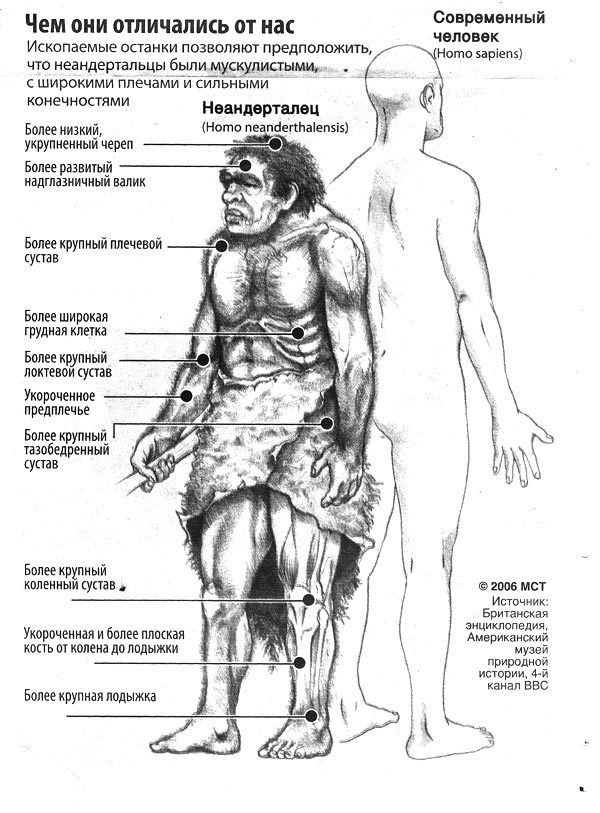 Чем они отличались от нас
Ископаемые останки позволяют предположить,
что неандертальцы были мускулистыми,
с широкими плечами и сильными
конечностями
Современный
человек
(Homo sapiens)
Неандерталец
(Homo neanderthalensis)
Более низкий,
укрупненный череп
Более развитый
надглазничный валик
Более крупный плечевой
сустав
Более широкая
грудная клетка
Более крупный
локтевой сустав
Укороченное
предплечье
Более крупный
тазобедренный
сустав
Более крупный
коленный сустав
Укороченная и более плоская
кость от колена до лодыжки
Более крупная лодыжка
© 2006 МСТ
Источник:
Британская
энциклопедия,
Американский
музей
природной
истории, 4-й
канал ВВС